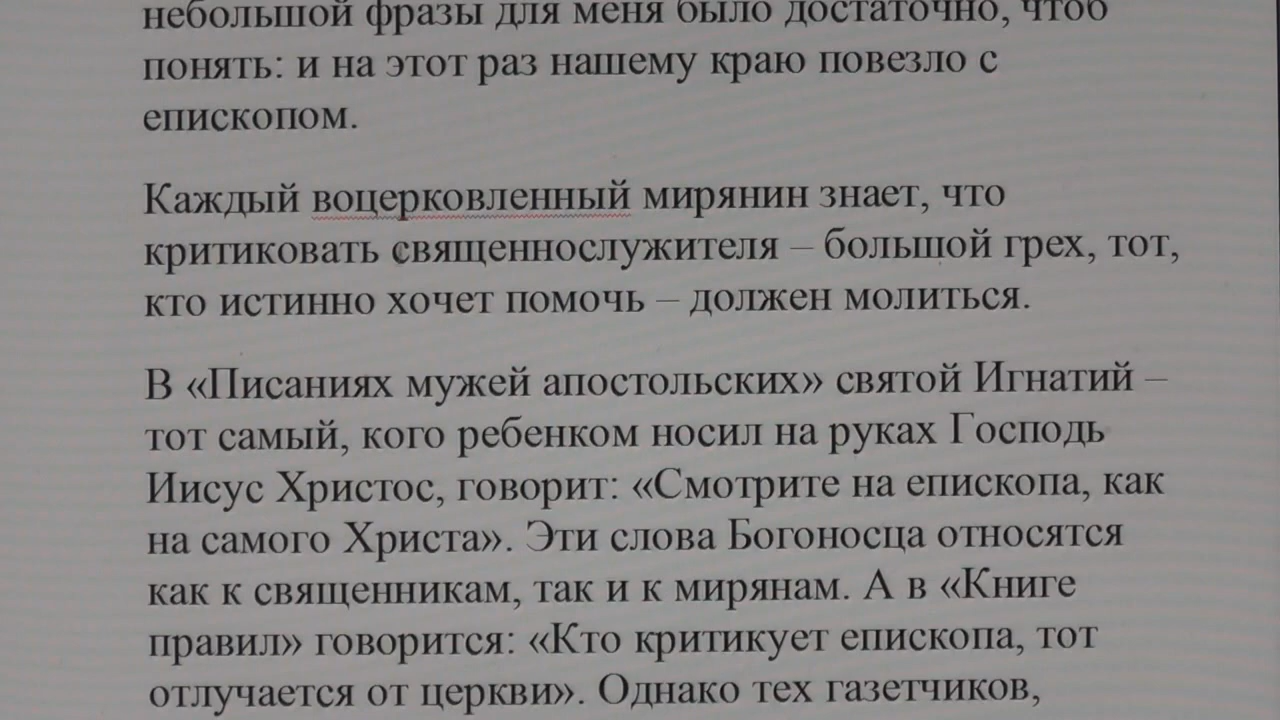 небольшой фразы для меня было достаточно, чтоб
понять: и на этот раз нашему краю повезло с
епископом.
Каждый воцерковленный мирянин знает, что
критиковать священнослужителя – большой грех, тот,
кто истинно хочет помочь – должен молиться.
В «Писаниях мужей апостольских» святой Игнатий –
тот самый, кого ребенком носил на руках Господь
Иисус Христос, говорит: «Смотрите на епископа, как
на самого Христа». Эти слова Богоносца относятся
как к священникам, так и к мирянам. А в «Книге
правил» говорится: «Кто критикует епископа, тот
отлучается от церкви». Однако тех газетчиков,